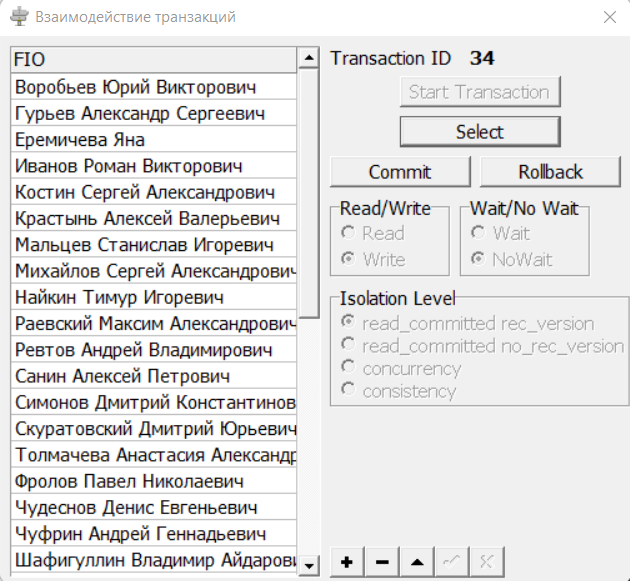 Взаимодействие транзакций
FIO
Воробьев Юрий Викторович
Гурьев Александр Сергеевич
Еремичева Яна
Иванов Роман Викторович
Костин Сергей Александрович
Крастынь Алексей Валерьевич
Мальцев Станислав Игоревич
Михайлов Сергей Александрович
Найкин Тимур Игоревич
Раевский Максим Александрович
Ревтов Андрей Владимирович
Санин Алексей Петрович
Симонов Дмитрий Константинов
Скуратовский Дмитрий Юрьевич
Толмачева Анастасия Александр
Фролов Павел Николаевич
Чудеснов Денис Евгеньевич
Чуфрин Андрей Геннадьевич
Шафигуллин Владимир Айдарови
Transaction ID 34
Start Transaction
Select
Commit Rollback
Read/Write
Read
Write
Wait/No Wait
Wait
NoWait
Isolation Level
read_committed rec_version
read_committed no_rec_version
concurrency
consistency